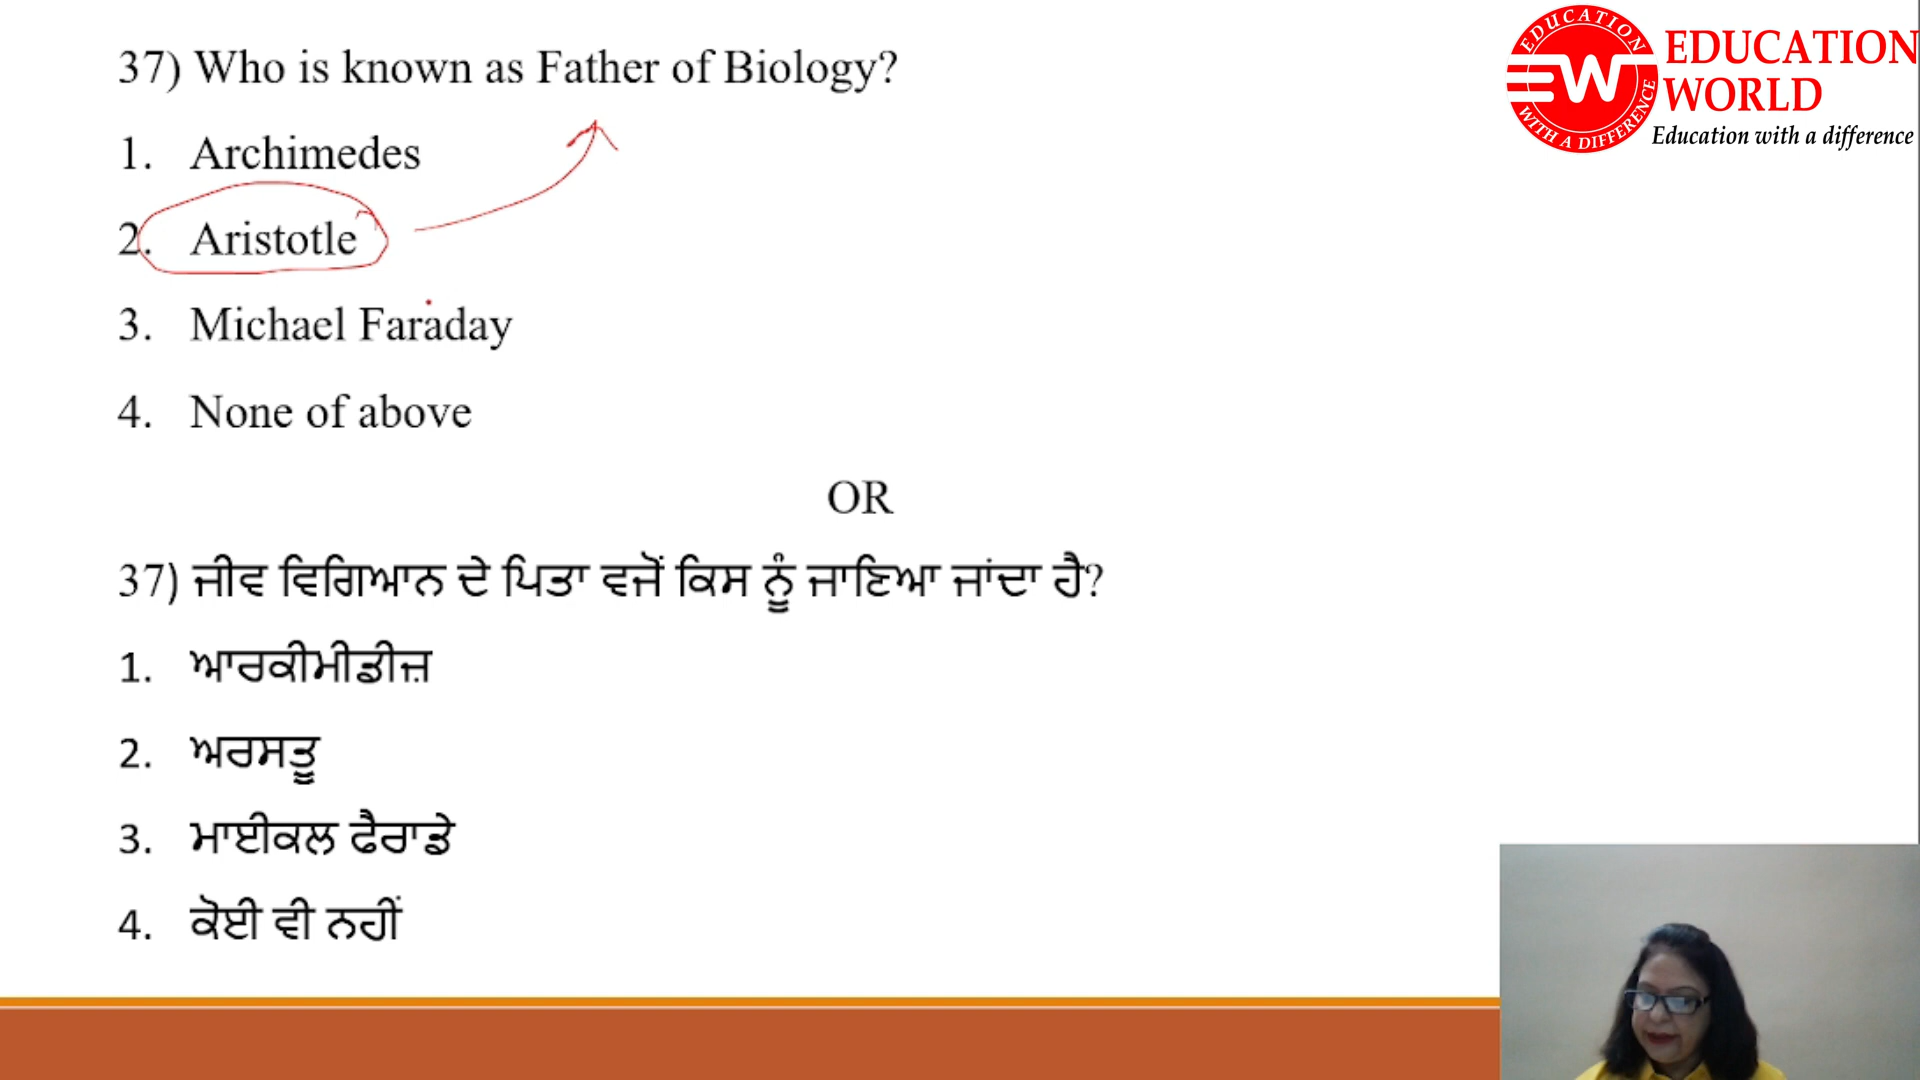 37) Who is known as Father of Biology?
1. Archimedes
2. Aristotle
3. Michael Faraday
4. None of above
OR
37) ਜੀਵ ਵਿਗਿਆਨ ਦੇ ਪਿਤਾ ਵਜੋਂ ਕਿਸ ਨੂੰ ਜਾਣਿਆ ਜਾਂਦਾ ਹੈ?
1. ਆਰਕੀਮੀਡੀਜ਼
2. ਅਰਸਤੂ
3. ਮਾਈਕਲ ਫੈਰਾਡੇ
4. ਕੋਈ ਵੀ ਨਹੀਂ
EDUCATION
EW
WITH A DIFFERENCE
EDUCATION
WORLD
Education with a difference